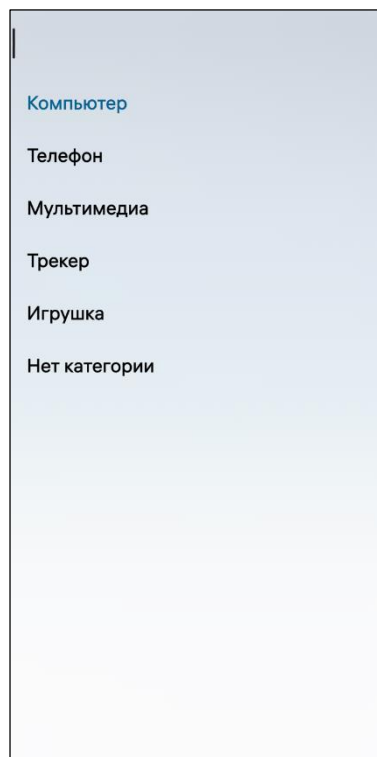 Компьютер
Телефон
Мультимедиа
Трекер
Игрушка
Нет категории